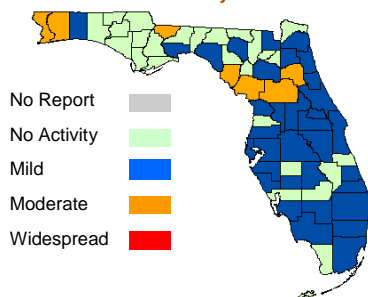 No Report
No Activity
Mild
Moderate
Widespread